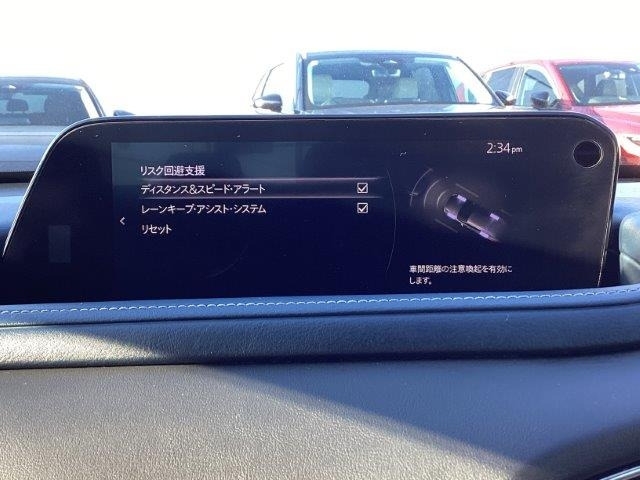 2:34 pm
リスク回避支援
ディスタンス&スピード・アラート
レーンキープ・アシスト・システム
リセット
車間距離の注意喚起を有効に
します。